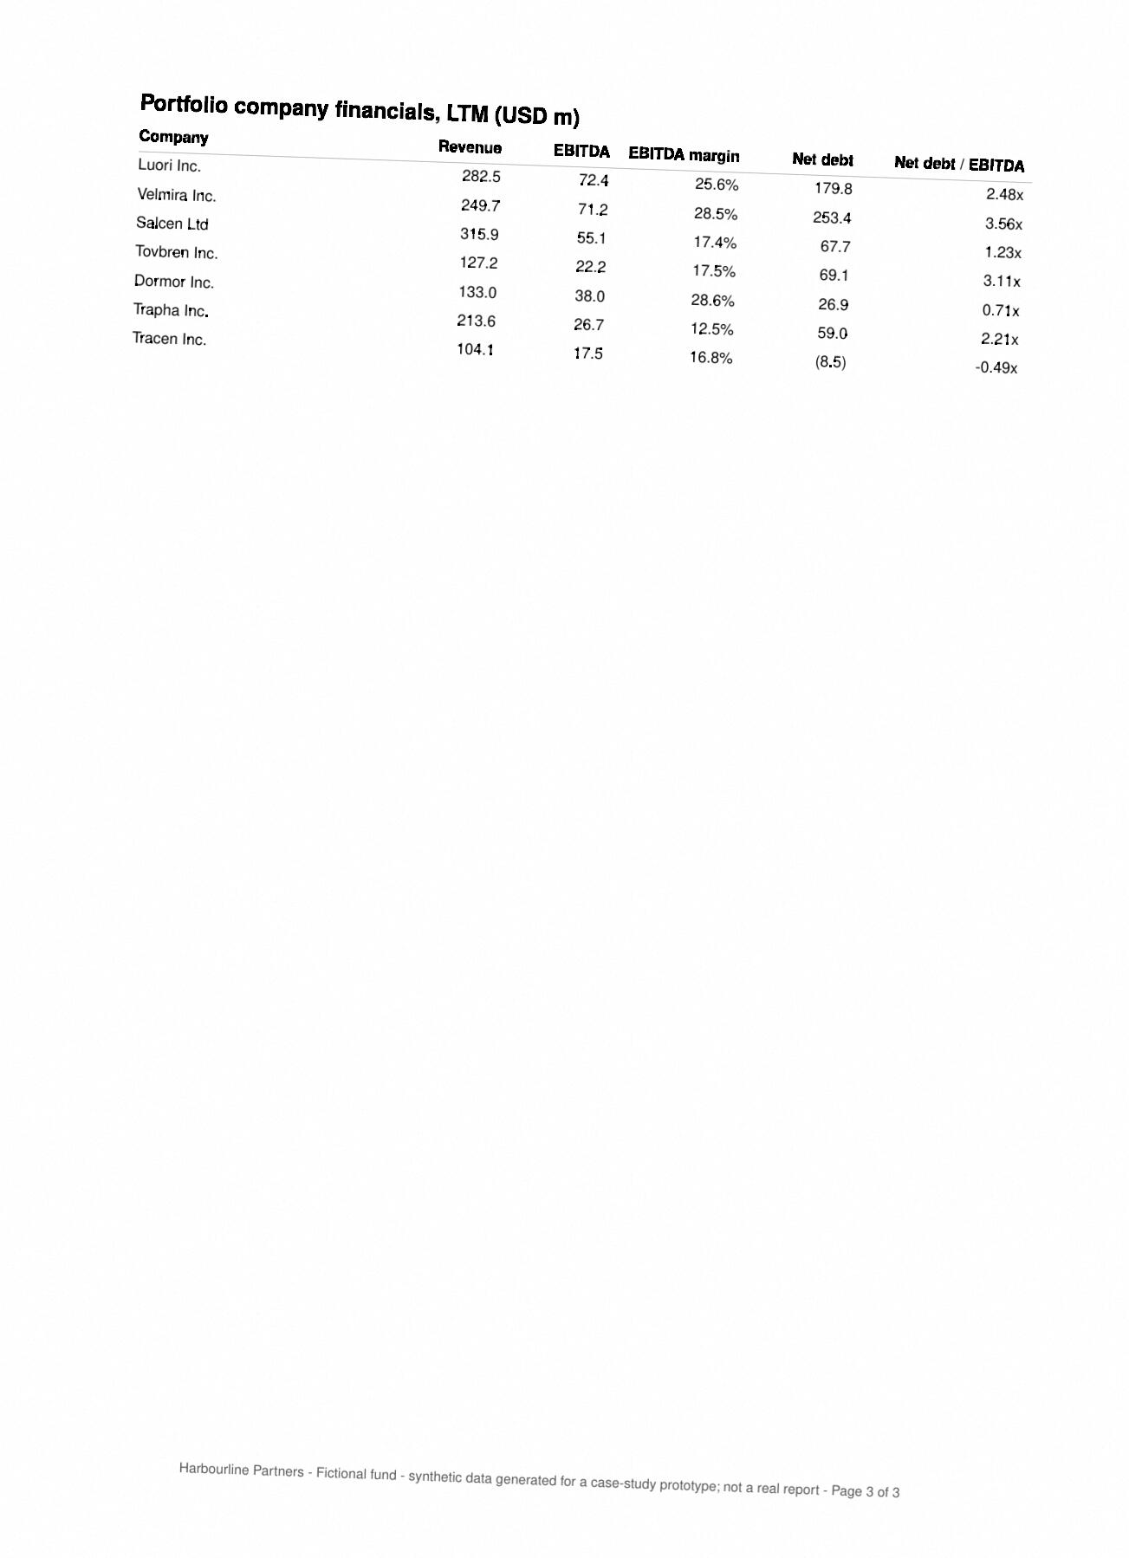 Portfolio company financials, LTM (USD m)
Company Revenue EBITDA EBITDA margin Net debt Net debt / EBITDA
Luori Inc. 282.5 72.4 25.6% 179.8 2.48x
Velmira Inc. 249.7 71.2 28.5% 253.4 3.56x
Salcen Ltd 315.9 55.1 17.4% 67.7 1.23x
Tovbren Inc. 127.2 22.2 17.5% 69.1 3.11x
Dormor Inc. 133.0 38.0 28.6% 26.9 0.71x
Trapha Inc. 213.6 26.7 12.5% 59.0 2.21x
Tracen Inc. 104.1 17.5 16.8% (8.5) -0.49x
Harbourline Partners - Fictional fund - synthetic data generated for a case-study prototype; not a real report - Page 3 of 3